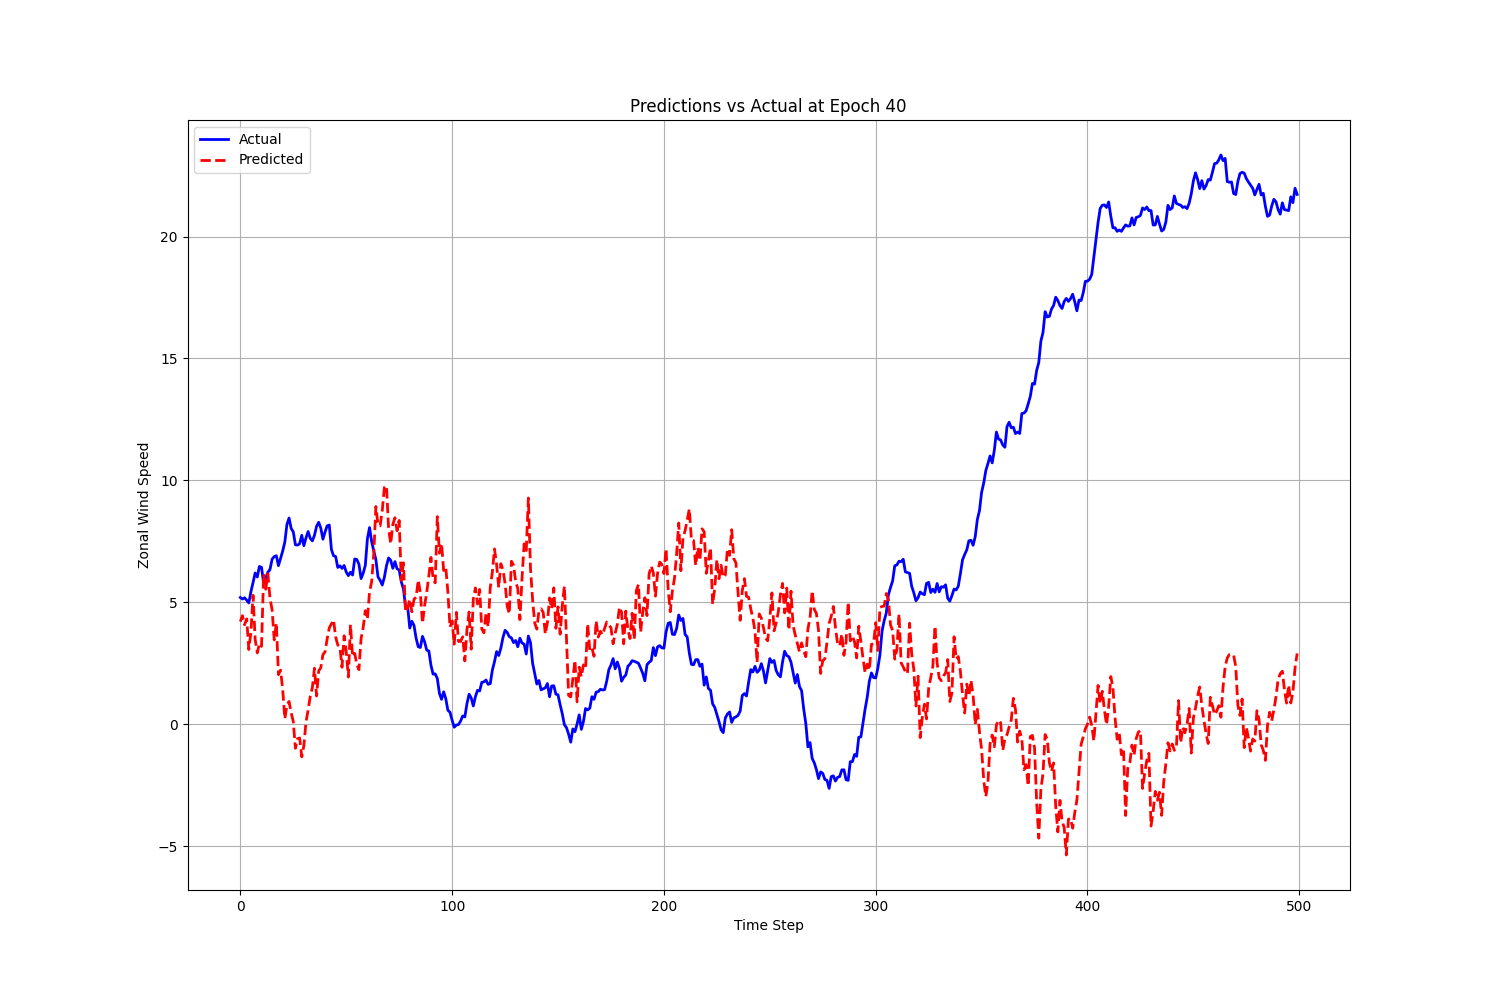 Predictions vs Actual at Epoch 40
Actual
Predicted
Zonal Wind Speed
20
15
10
5
0
−5
0 100 200 300 400 500
Time Step